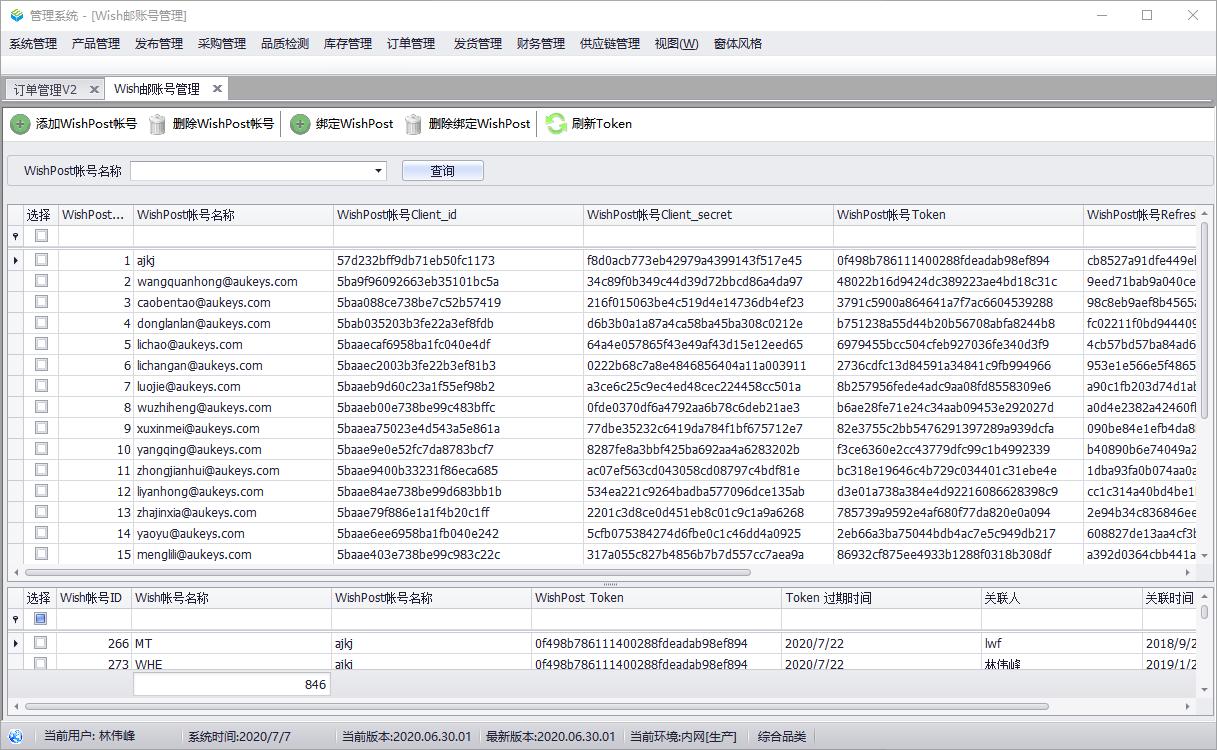 管理系统 - [Wish邮账号管理]
系统管理 产品管理 发布管理 采购管理 品质检测 库存管理 订单管理 发货管理 财务管理 供应链管理 视图(W) 窗体风格
订单管理V2 Wish邮账号管理
添加WishPost帐号 删除WishPost帐号 绑定WishPost 删除绑定WishPost 刷新Token
WishPost帐号名称 查询
选择 WishPost... WishPost帐号名称 WishPost帐号Client_id WishPost帐号Client_secret WishPost帐号Token WishPost帐号Refres
1 ajkj 57d232bff9db71eb50fc1173 f8d0acb773eb42979a4399143f517e45 0f498b786111400288fdeadab98ef894 cb8527a91dfe449el
2 wangquanhong@aukeys.com 5ba9f96092663eb35101bc5a 34c89f0b349c44d39d72bbcd86a4da97 48022b16d9424dc389223ae4bd18c31c 9eed71bab9a040ce
3 caobentao@aukeys.com 5baa088ce738be7c52b57419 216f015063be4c519d4e14736db4ef23 3791c5900a864641a7f7ac6604539288 98c8eb9aef8b4565
4 donglanlan@aukeys.com 5bab035203b3fe22a3ef8fdb d6b3b0a1a87a4ca58ba45ba308c0212e b751238a55d44b20b56708abfa8244b8 fc02211f0bd944409
5 lichao@aukeys.com 5baaecaf6958ba1fc040e4df 64a4e057865f43e49af43d15e12eed65 6979455bcc504cfeb927036fe340d3f9 4cb57bd57ba84ad6
6 lichangan@aukeys.com 5baaec2003b3fe22b3ef81b3 0222b68c7a8e4846856404a11a003911 2736cdfc13d84591a34841c9fb994966 953e1e566e5f4865
7 luojie@aukeys.com 5baaeb9d60c23a1f55ef98b2 a3ce6c25c9ec4ed48cec224458cc501a 8b257956fede4adc9aa08fd8558309e6 a90c1fb203d74d1al
8 wuzhiheng@aukeys.com 5baaeb00e738be99c483bffc 0fde0370df6a4792aa6b78c6deb21ae3 b6ae28fe71e24c34aab09453e292027d a0d4e2382a42460fl
9 xuxinmei@aukeys.com 5baaea75023e4d543a5e861a 77dbe35232c6419da784f1bf675712e7 82e3755c2bb5476291397289a939dcfa 090be84e1efb4da8
10 yangqing@aukeys.com 5baae9e0e52fc7da8783bcf7 8287fe8a3bbf425ba692aa4a6283202b f3ce6360e2cc43779dfc99c1b4992339 b40890b6e74049a2
11 zhongjianhui@aukeys.com 5baae9400b33231f86eca685 ac07ef563cd043058cd08797c4bdf81e bc318e19646c4b729c034401c31ebe4e 1dba93fa0b074aa0
12 liyanhong@aukeys.com 5baae84ae738be99d683bb1b 534ea221c9264badba577096dce135ab d3e01a738a384e4d92216086628398c9 cc1c314a40bd4be1
13 zhajinxia@aukeys.com 5baae79f886e1a1f4b20c1ff 2201c3d8ce0d451eb8c01c9c1a9a6268 785739a9592e4af680f77da820e0a094 2e94b34c836846ee
14 yaoyu@aukeys.com 5baae6ee6958ba1fb040e242 5cfb075384274d6fbe0c1c46dd4a0925 2eb66a3ba75044bdb4ac7e5c949db217 608827de13aa4cf3
15 menglili@aukeys.com 5baae403e738be99c983c22c 317a055c827b4856b7b7d557cc7aea9a 86932cf875ee4933b1288f0318b308df a392d0364cbb441a
选择 Wish帐号ID Wish帐号名称 WishPost帐号名称 WishPost Token Token 过期时间 关联人 关联时间
266 MT ajkj 0f498b786111400288fdeadab98ef894 2020/7/22 lwf 2018/9/2
273 WHE ajkj 0f498b786111400288fdeadab98ef894 2020/7/22 林伟峰 2019/1/2
846
当前用户: 林伟峰 系统时间:2020/7/7 当前版本:2020.06.30.01 最新版本:2020.06.30.01 当前环境:内网[生产] 综合品类